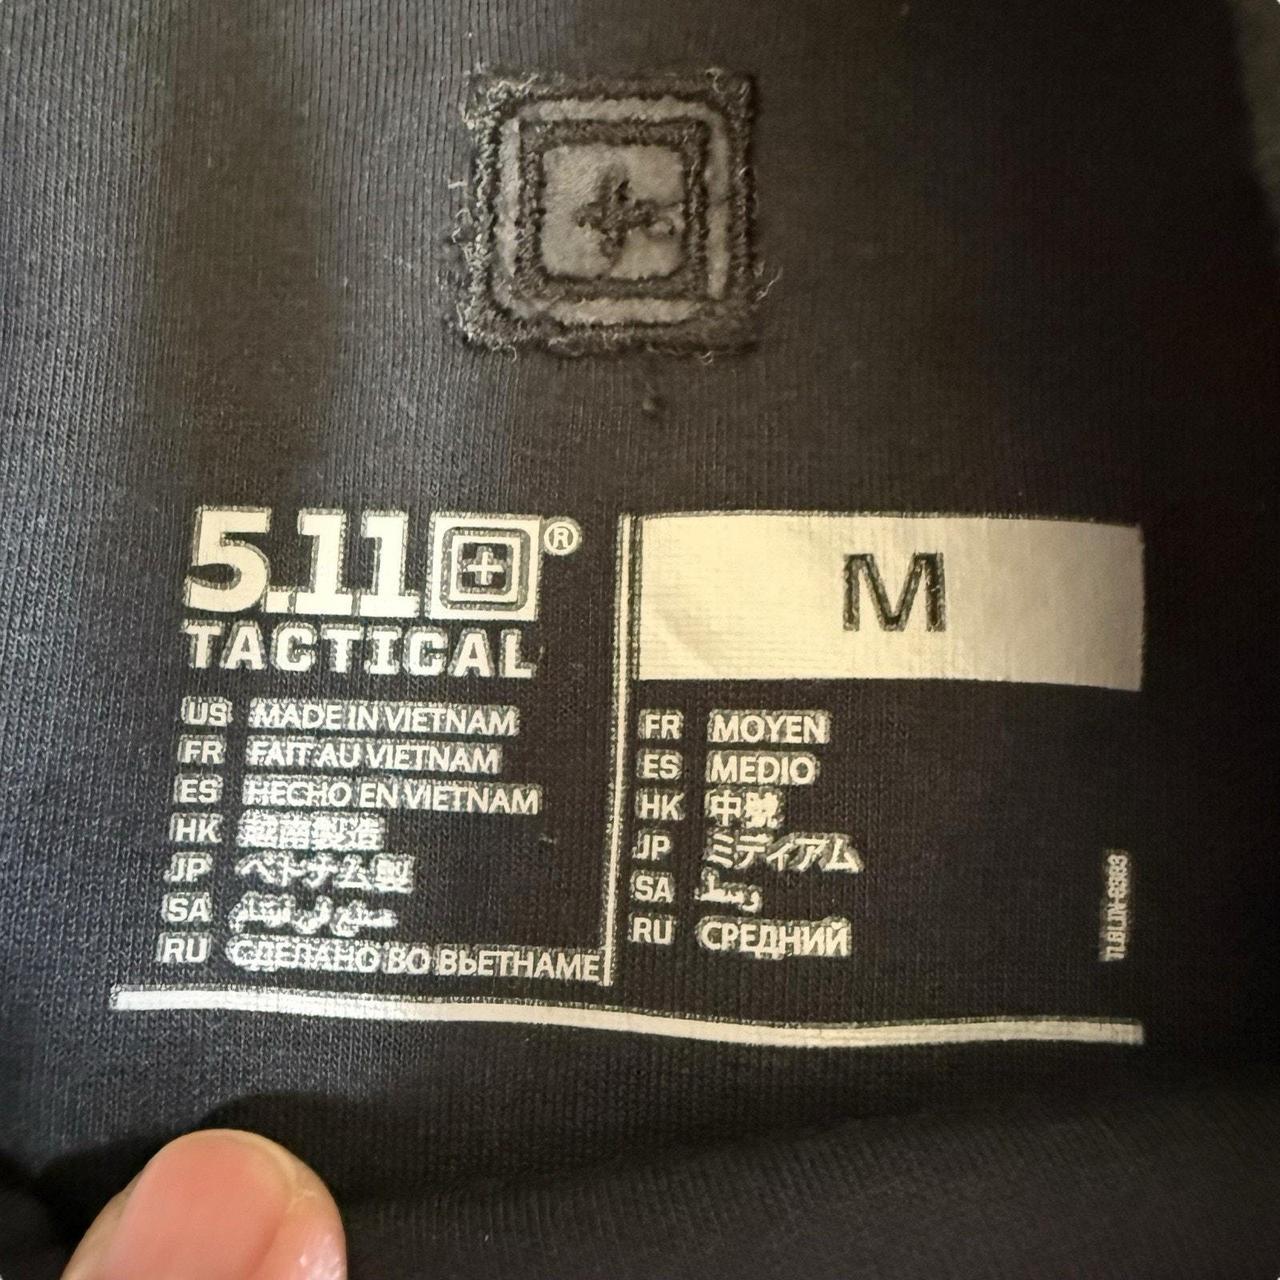 5.11®
TACTICAL
US MADE IN VIETNAM
FR FAIT AU VIETNAM
ES HECHO EN VIETNAM
HK 越南製造
JP ベトナム製
SA صنع في فيتنام
RU СДЕЛАНО ВО ВЬЕТНАМЕ
M
FR MOYEN
ES MEDIO
HK 中號
JP ミディアム
SA وسط
RU СРЕДНИЙ